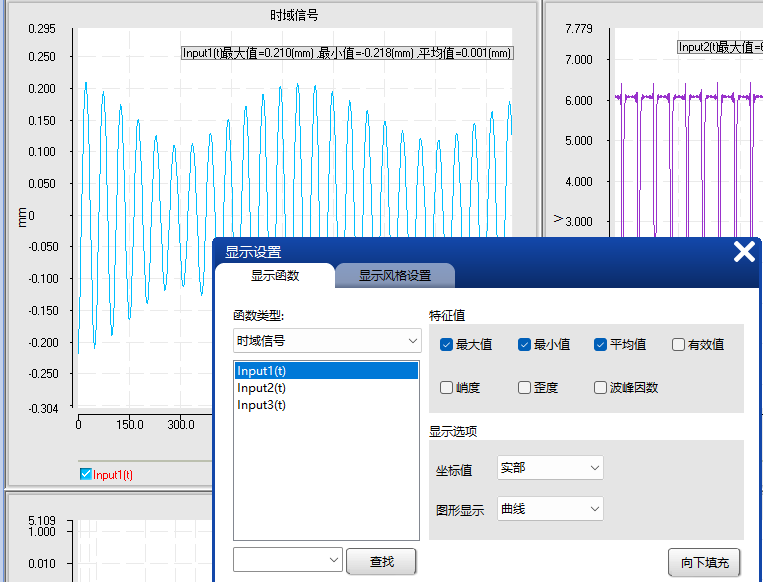 时域信号
0.295
0.250
0.200
0.150
0.100
0.050
0
-0.050
-0.100
-0.150
-0.200
-0.250
-0.304
mm
Input1(t)最大值=0.210(mm) ,最小值=-0.218(mm) ,平均值=0.001(mm)
0
150.0
300.0
Input1(t)
7.779
7.000
6.000
5.000
4.000
3.000
V
Input2(t)最大值=6
5.109
1.000
0.010
显示设置
显示函数
显示风格设置
函数类型:
时域信号
Input1(t)
Input2(t)
Input3(t)
查找
特征值
最大值
最小值
平均值
有效值
峭度
歪度
波峰因数
显示选项
坐标值
实部
图形显示
曲线
向下填充